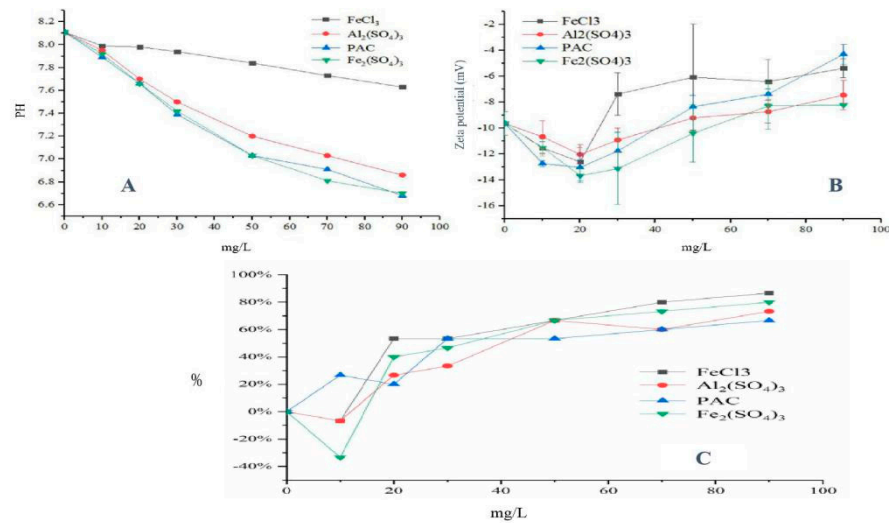 8.2
8.0
7.8
7.6
7.4
7.2
7.0
6.8
6.6
PH
0 10 20 30 40 50 60 70 80 90 100
mg/L
FeCl3
Al2(SO4)3
PAC
Fe2(SO4)3
A
-2
-4
-6
-8
-10
-12
-14
-16
Zeta potential (mV)
0 20 40 60 80 100
mg/L
FeCl3
Al2(SO4)3
PAC
Fe2(SO4)3
B
100%
80%
60%
40%
20%
0%
-20%
-40%
%
0 20 40 60 80 100
mg/L
FeCl3
Al2(SO4)3
PAC
Fe2(SO4)3
C